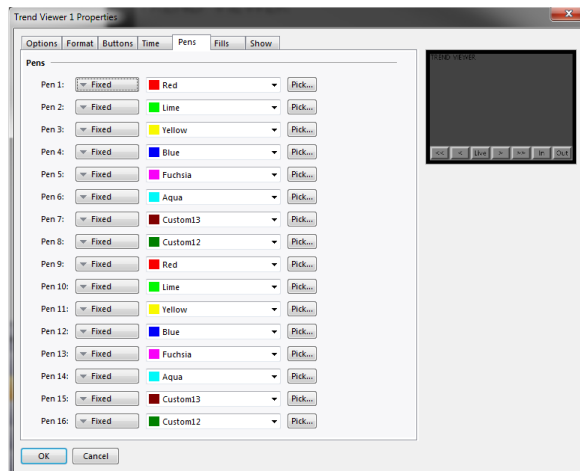 Trend Viewer 1 Properties
Options Format Buttons Time Pens Fills Show
Pens
Pen 1: Fixed Red Pick...
Pen 2: Fixed Lime Pick...
Pen 3: Fixed Yellow Pick...
Pen 4: Fixed Blue Pick...
Pen 5: Fixed Fuchsia Pick...
Pen 6: Fixed Aqua Pick...
Pen 7: Fixed Custom13 Pick...
Pen 8: Fixed Custom12 Pick...
Pen 9: Fixed Red Pick...
Pen 10: Fixed Lime Pick...
Pen 11: Fixed Yellow Pick...
Pen 12: Fixed Blue Pick...
Pen 13: Fixed Fuchsia Pick...
Pen 14: Fixed Aqua Pick...
Pen 15: Fixed Custom13 Pick...
Pen 16: Fixed Custom12 Pick...
OK Cancel
TREND VIEWER
<< < Live > >> In Out